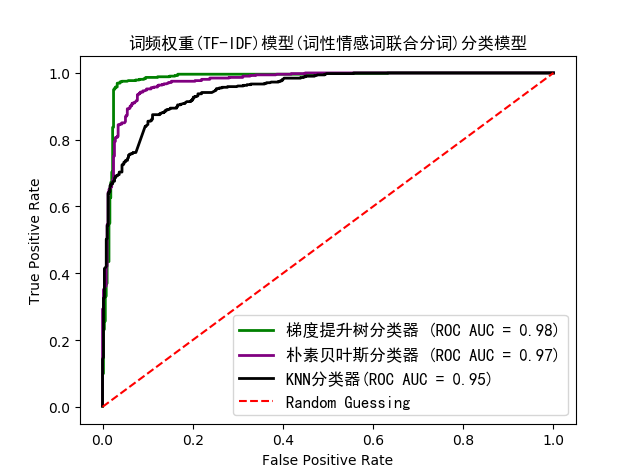 词频权重(TF-IDF)模型(词性情感词联合分词)分类模型
True Positive Rate
1.0
0.8
0.6
0.4
0.2
0.0
梯度提升树分类器 (ROC AUC = 0.98)
朴素贝叶斯分类器 (ROC AUC = 0.97)
KNN分类器(ROC AUC = 0.95)
Random Guessing
0.0 0.2 0.4 0.6 0.8 1.0
False Positive Rate